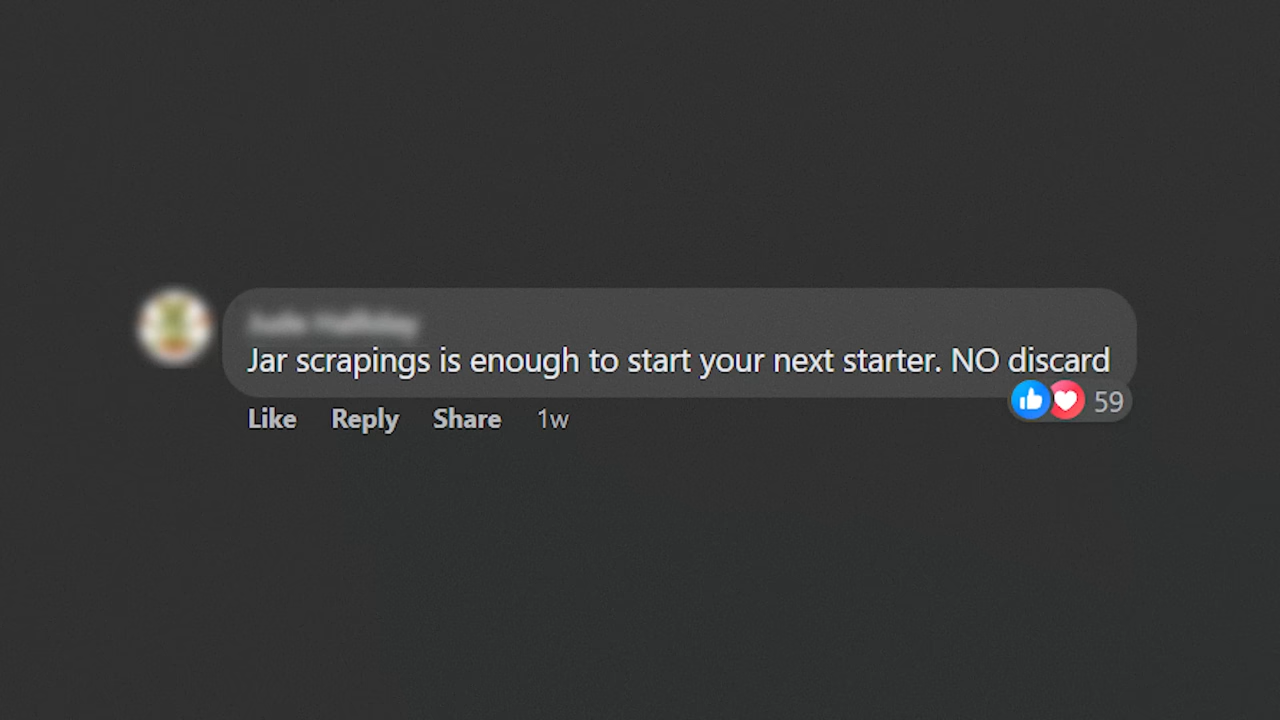 Jar scrapings is enough to start your next starter. NO discard
Like Reply Share 1w 59